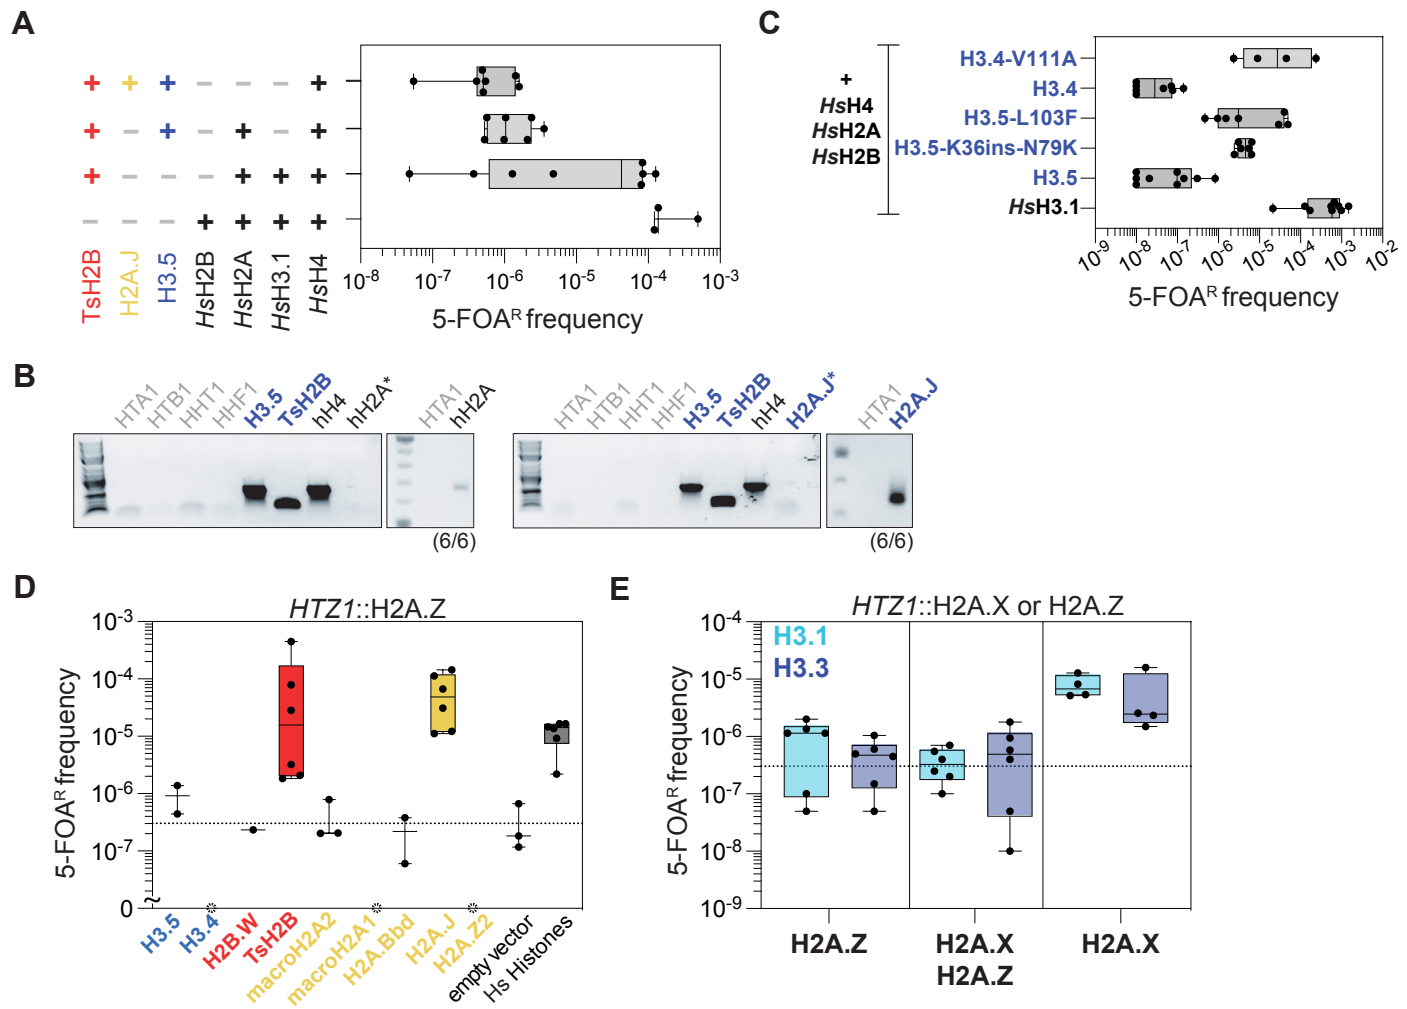 A
+ + + − − − − +
+ − + − + − +
+ − − − + + +
− − − + + + +
TsH2B
H2A.J
H3.5
HsH2B
HsH2A
HsH3.1
HsH4
10-8 10-7 10-6 10-5 10-4 10-3
5-FOAR frequency
C
+
HsH4
HsH2A
HsH2B
H3.4-V111A
H3.4
H3.5-L103F
H3.5-K36ins-N79K
H3.5
HsH3.1
10-9 10-8 10-7 10-6 10-5 10-4 10-3 10-2
5-FOAR frequency
B
HTA1 HTB1 HHT1 HHF1 H3.5 TsH2B hH4 hH2A*
HTA1 hH2A
(6/6)
HTA1 HTB1 HHT1 HHF1 H3.5 TsH2B hH4 H2A.J*
HTA1 H2A.J
(6/6)
D
HTZ1::H2A.Z
5-FOAR frequency
10-3
10-4
10-5
10-6
10-7
0
~
H3.5
H3.4
H2B.W
TsH2B
macroH2A2
macroH2A1
H2A.Bbd
H2A.J
H2A.Z2
empty vector
Hs Histones
E
HTZ1::H2A.X or H2A.Z
H3.1
H3.3
5-FOAR frequency
10-4
10-5
10-6
10-7
10-8
10-9
H2A.Z
H2A.X
H2A.Z
H2A.X